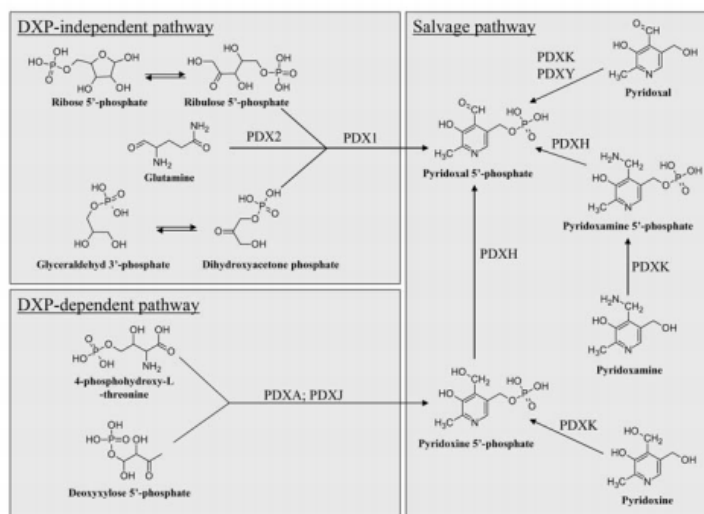 DXP-independent pathway
Ribose 5'-phosphate
Ribulose 5'-phosphate
PDX2
PDX1
Glutamine
Glyceraldehyd 3'-phosphate
Dihydroxyacetone phosphate
DXP-dependent pathway
4-phosphohydroxy-L
-threonine
PDXA; PDXJ
Deoxyxylose 5'-phosphate
Salvage pathway
PDXK
PDXY
Pyridoxal
PDXH
Pyridoxal 5'-phosphate
Pyridoxamine 5'-phosphate
PDXH
PDXK
Pyridoxamine
Pyridoxine 5'-phosphate
PDXK
Pyridoxine